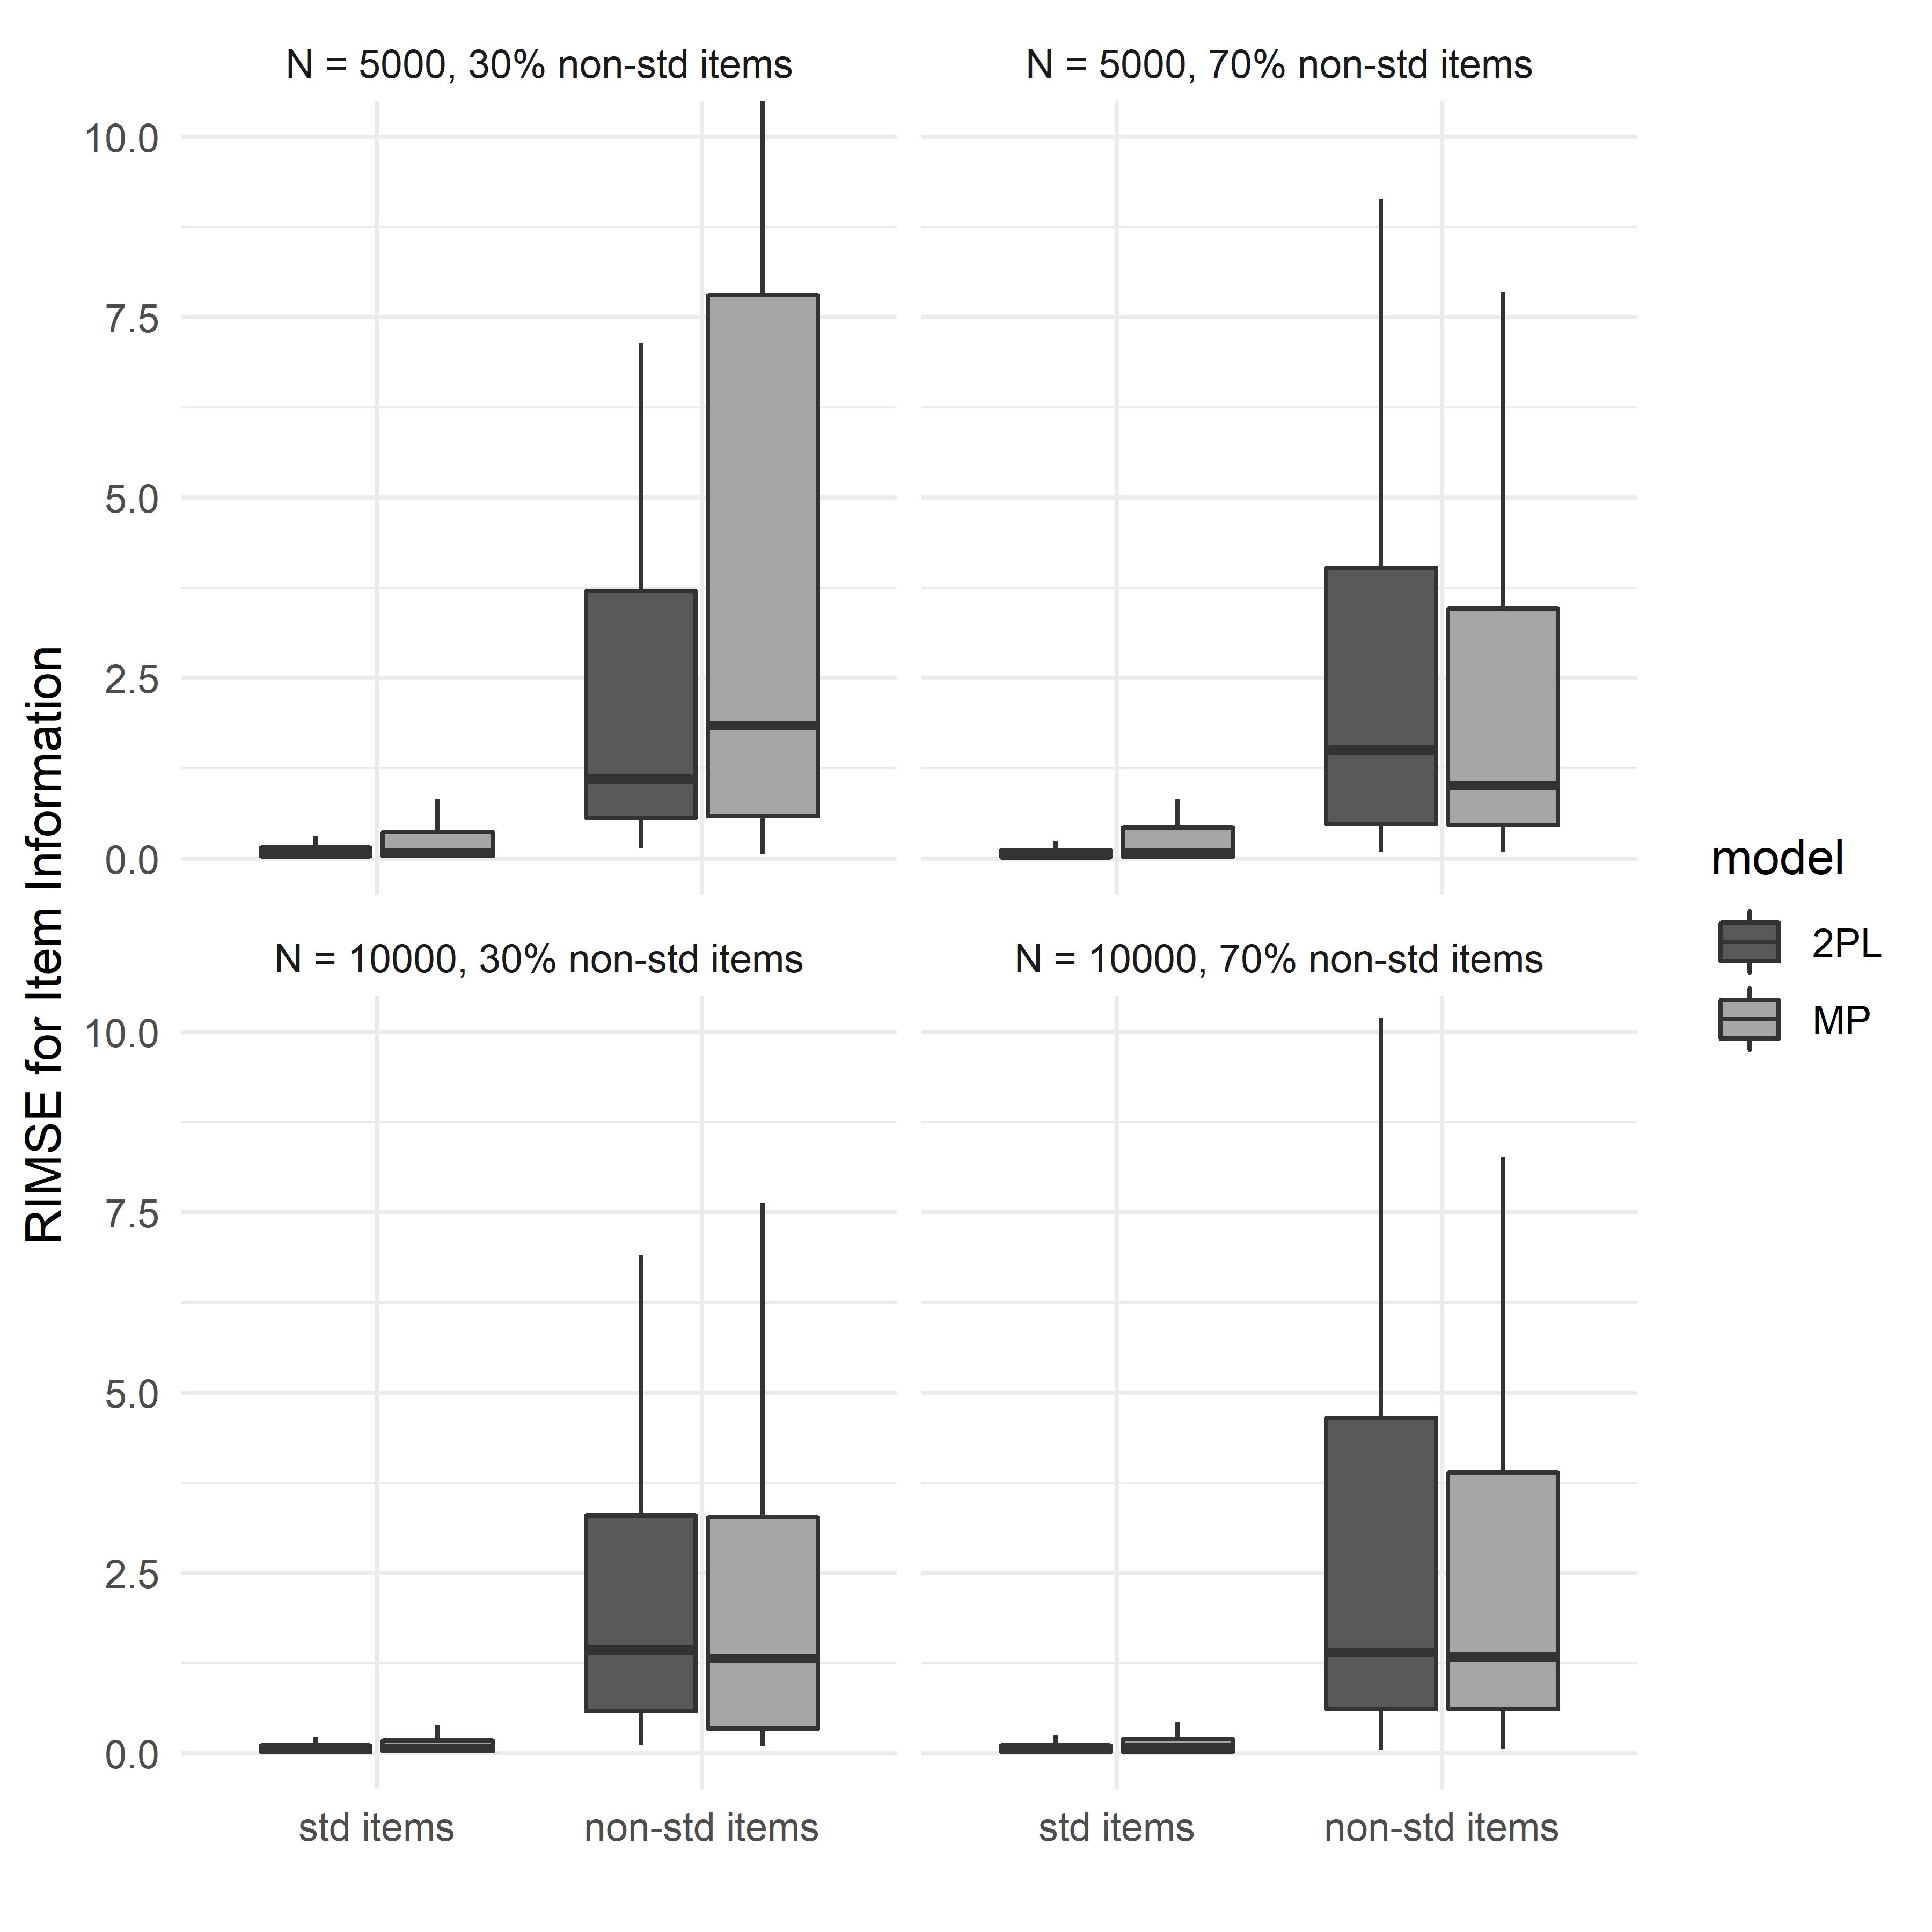 N = 5000, 30% non-std items
N = 5000, 70% non-std items
10.0
7.5
5.0
2.5
0.0
RIMSE for Item Information
N = 10000, 30% non-std items
N = 10000, 70% non-std items
10.0
7.5
5.0
2.5
0.0
std items
non-std items
std items
non-std items
model
2PL
MP